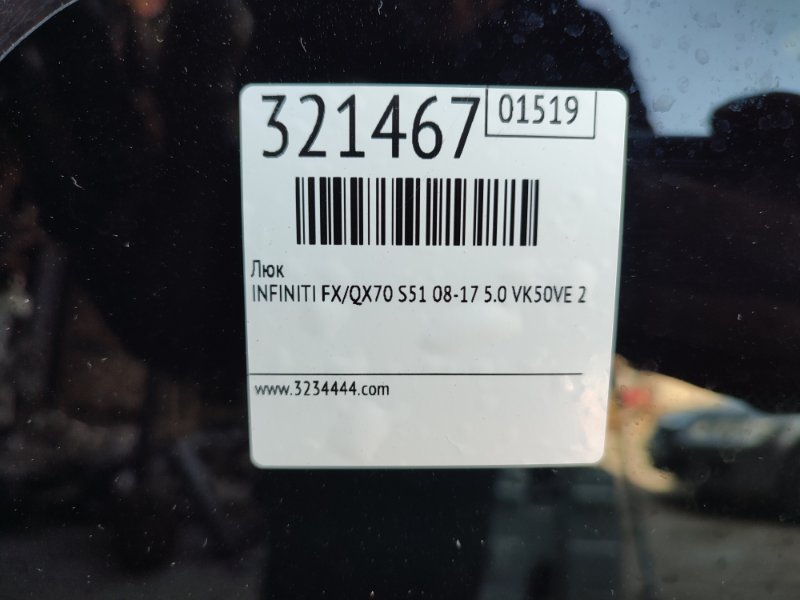 321467 01519
Люк
INFINITI FX/QX70 S51 08-17 5.0 VK50VE 2
www.3234444.com